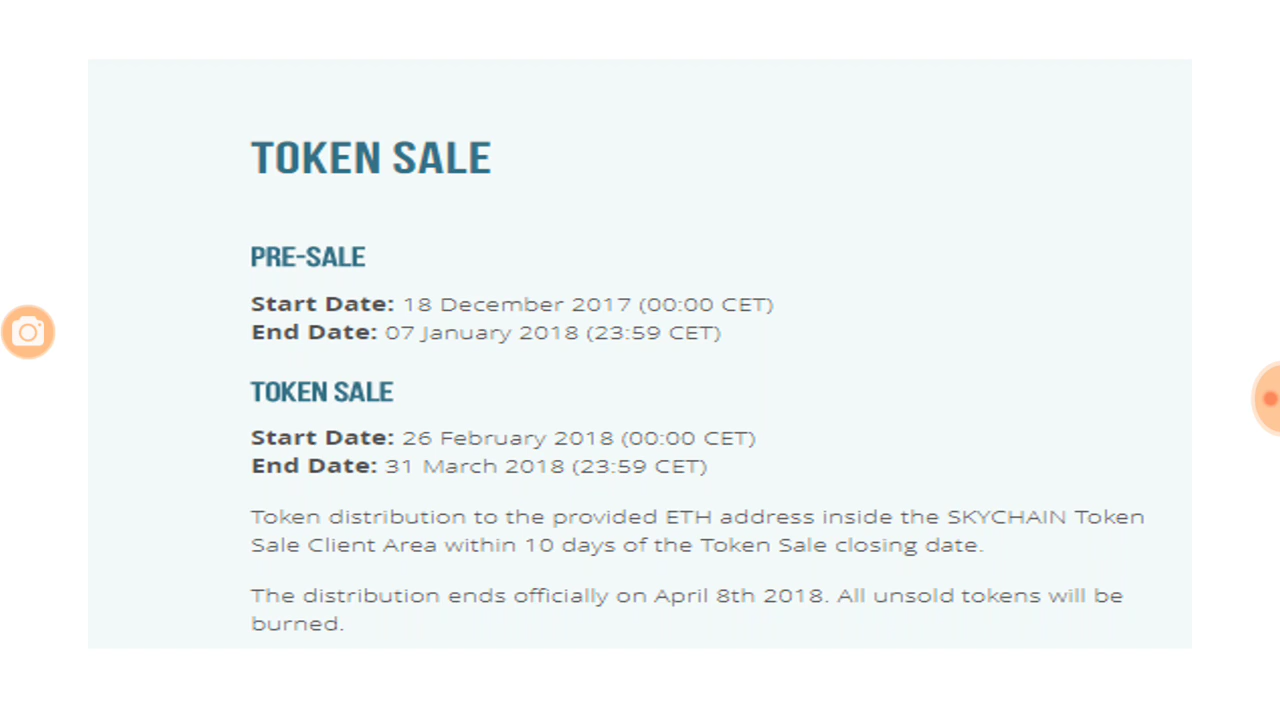 TOKEN SALE
PRE-SALE
Start Date: 18 December 2017 (00:00 CET)
End Date: 07 January 2018 (23:59 CET)
TOKEN SALE
Start Date: 26 February 2018 (00:00 CET)
End Date: 31 March 2018 (23:59 CET)
Token distribution to the provided ETH address inside the SKYCHAIN Token
Sale Client Area within 10 days of the Token Sale closing date.
The distribution ends officially on April 8th 2018. All unsold tokens will be
burned.